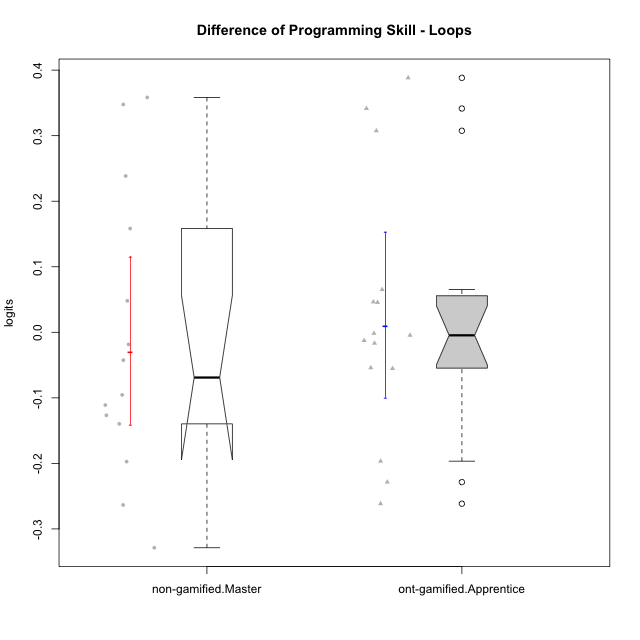 Difference of Programming Skill - Loops
logits
0.4
0.3
0.2
0.1
0.0
-0.1
-0.2
-0.3
non-gamified.Master
ont-gamified.Apprentice